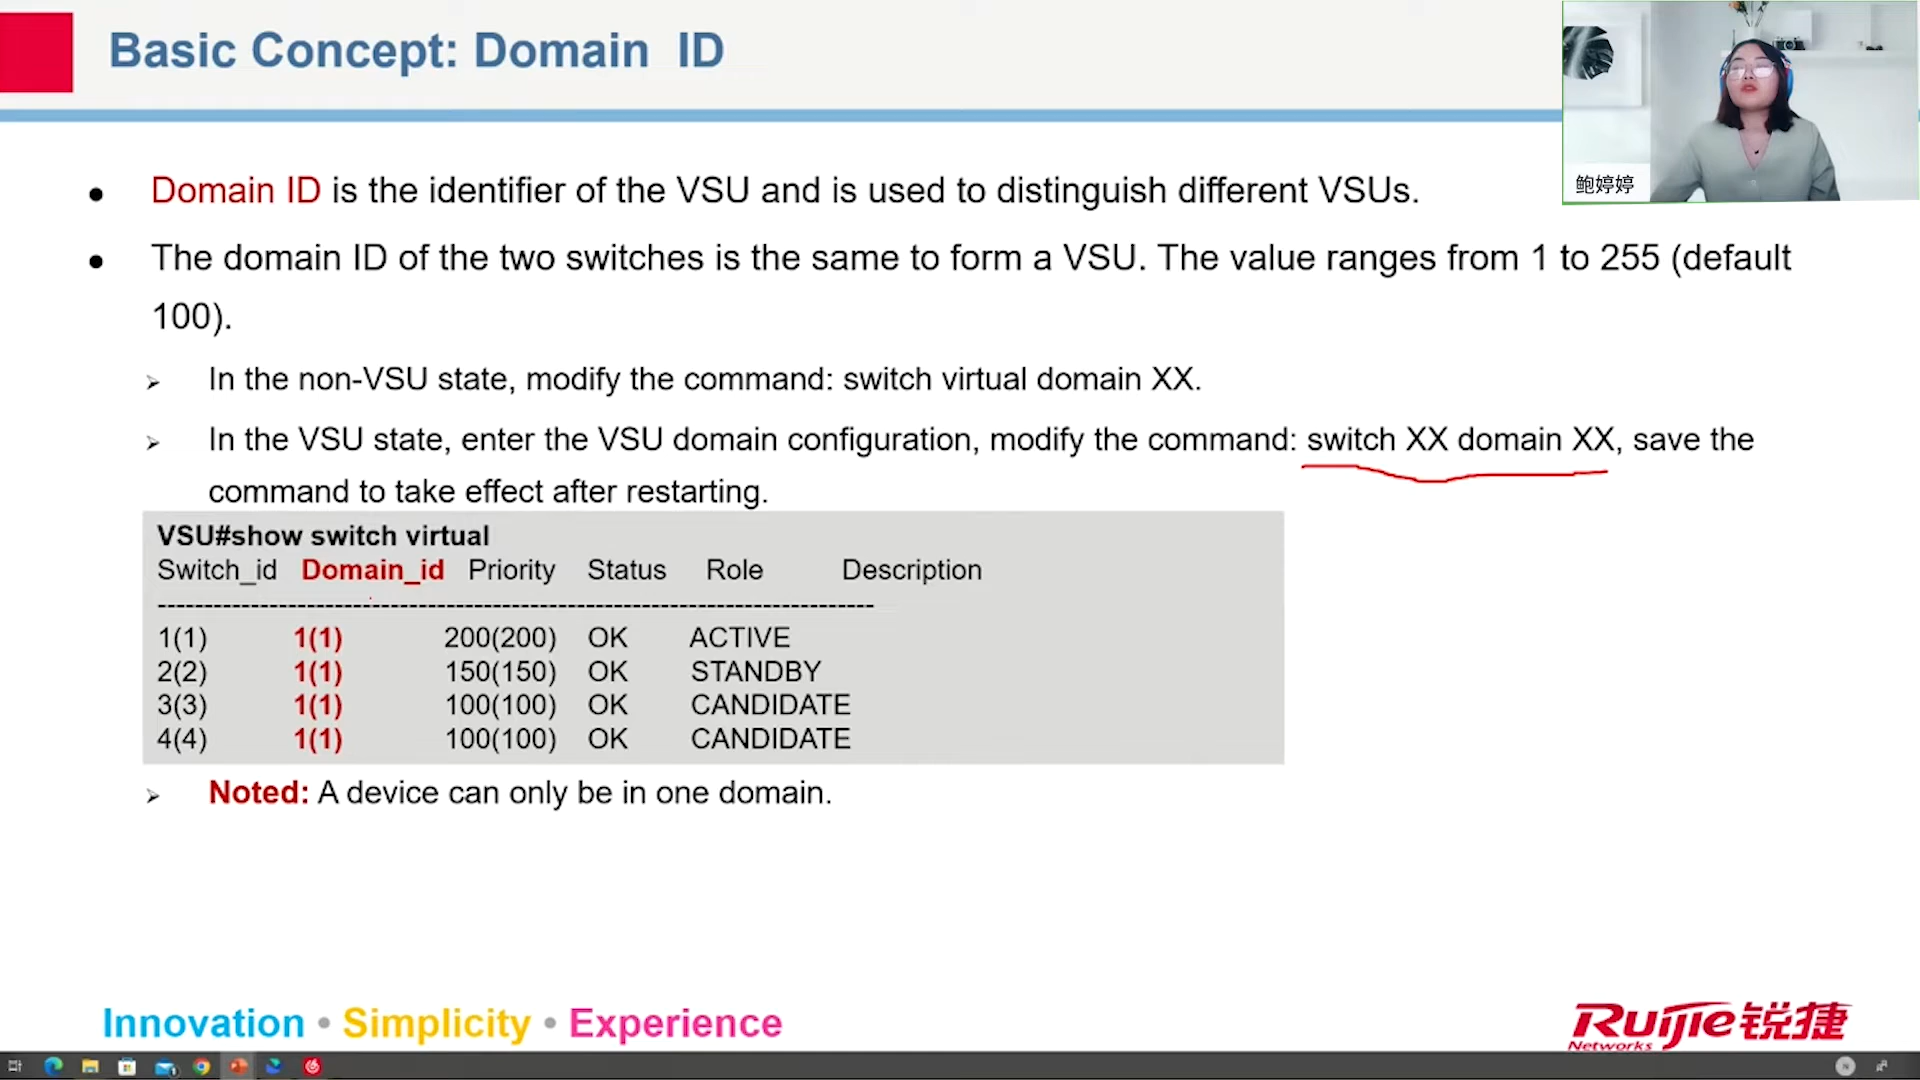 Basic Concept: Domain ID
鲍婷婷
Domain ID is the identifier of the VSU and is used to distinguish different VSUs.
The domain ID of the two switches is the same to form a VSU. The value ranges from 1 to 255 (default
100).
In the non-VSU state, modify the command: switch virtual domain XX.
In the VSU state, enter the VSU domain configuration, modify the command: switch XX domain XX, save the
command to take effect after restarting.
VSU#show switch virtual
Switch_id Domain_id Priority Status Role Description
--------------------------------------------------------------------------------
1(1) 1(1) 200(200) OK ACTIVE
2(2) 1(1) 150(150) OK STANDBY
3(3) 1(1) 100(100) OK CANDIDATE
4(4) 1(1) 100(100) OK CANDIDATE
Noted: A device can only be in one domain.
Innovation • Simplicity • Experience
Ruijie锐捷
Networks